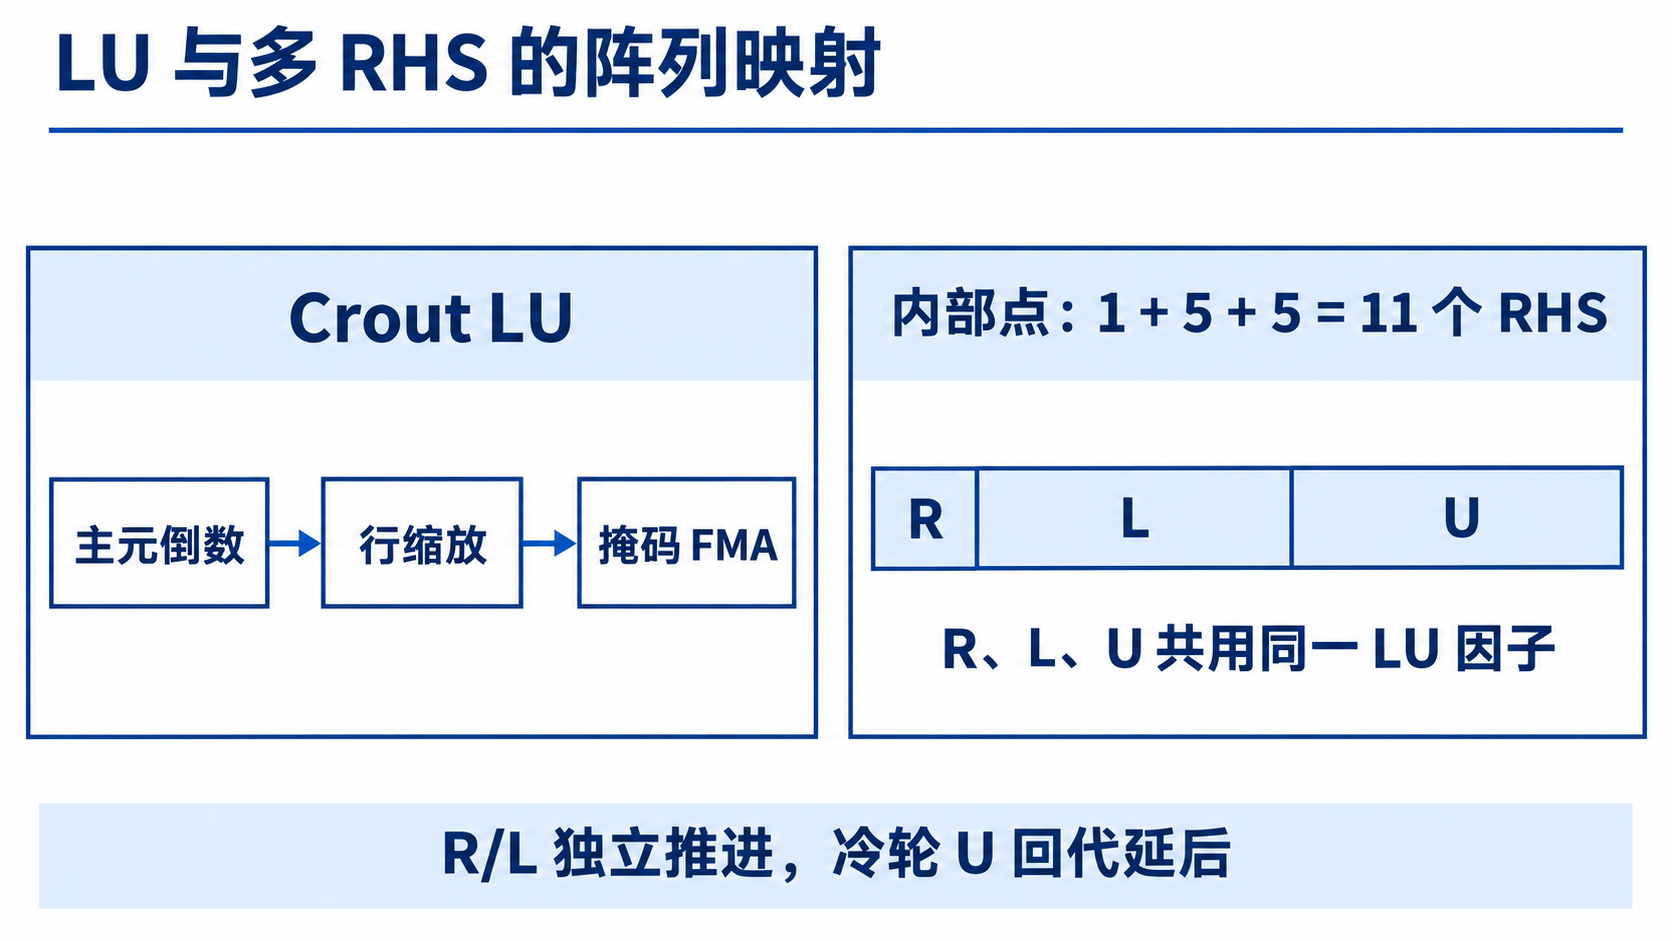 LU 与多 RHS 的阵列映射
Crout LU
主元倒数
行缩放
掩码 FMA
内部点：1 + 5 + 5 = 11 个 RHS
R
L
U
R、L、U 共用同一 LU 因子
R/L 独立推进，冷轮 U 回代延后